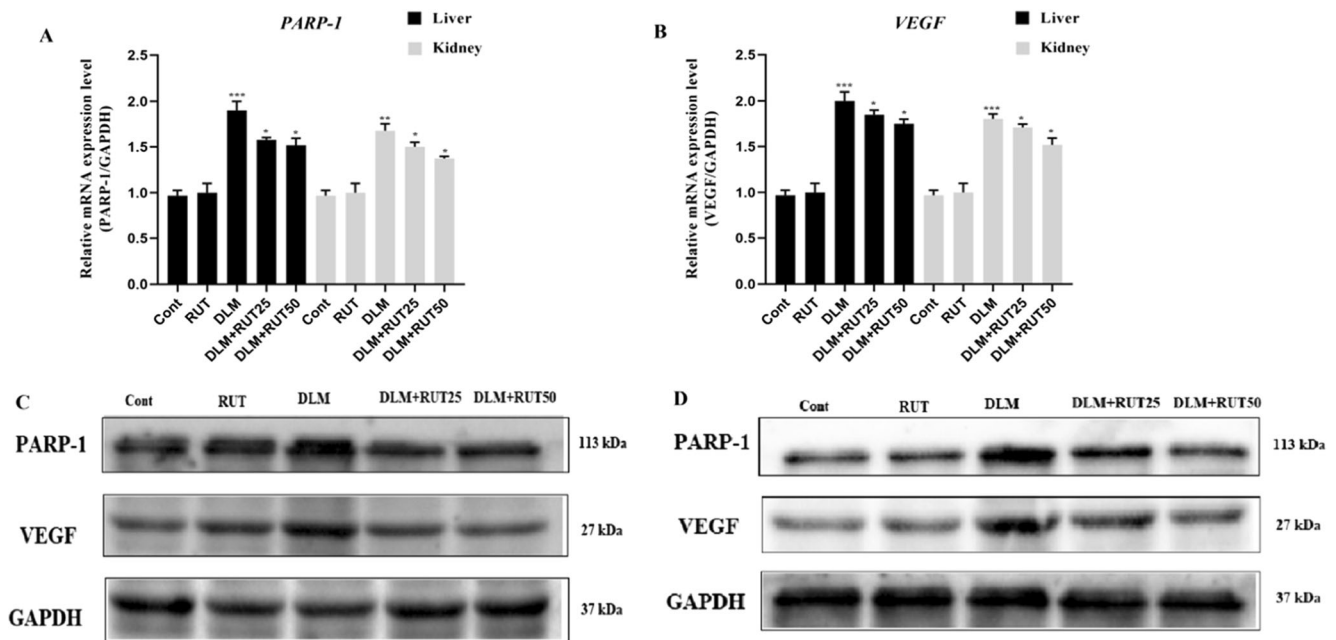 A
PARP-1
Liver
Kidney
Relative mRNA expression level
(PARP-1/GAPDH)
2.5
2.0
1.5
1.0
0.5
0.0
***
*
*
**
*
*
Cont
RUT
DLM
DLM+RUT25
DLM+RUT50
Cont
RUT
DLM
DLM+RUT25
DLM+RUT50
B
VEGF
Liver
Kidney
Relative mRNA expression level
(VEGF/GAPDH)
2.5
2.0
1.5
1.0
0.5
0.0
***
*
*
***
*
*
Cont
RUT
DLM
DLM+RUT25
DLM+RUT50
Cont
RUT
DLM
DLM+RUT25
DLM+RUT50
C
Cont RUT DLM DLM+RUT25 DLM+RUT50
PARP-1 113 kDa
VEGF 27 kDa
GAPDH 37 kDa
D
Cont RUT DLM DLM+RUT25 DLM+RUT50
PARP-1 113 kDa
VEGF 27 kDa
GAPDH 37 kDa